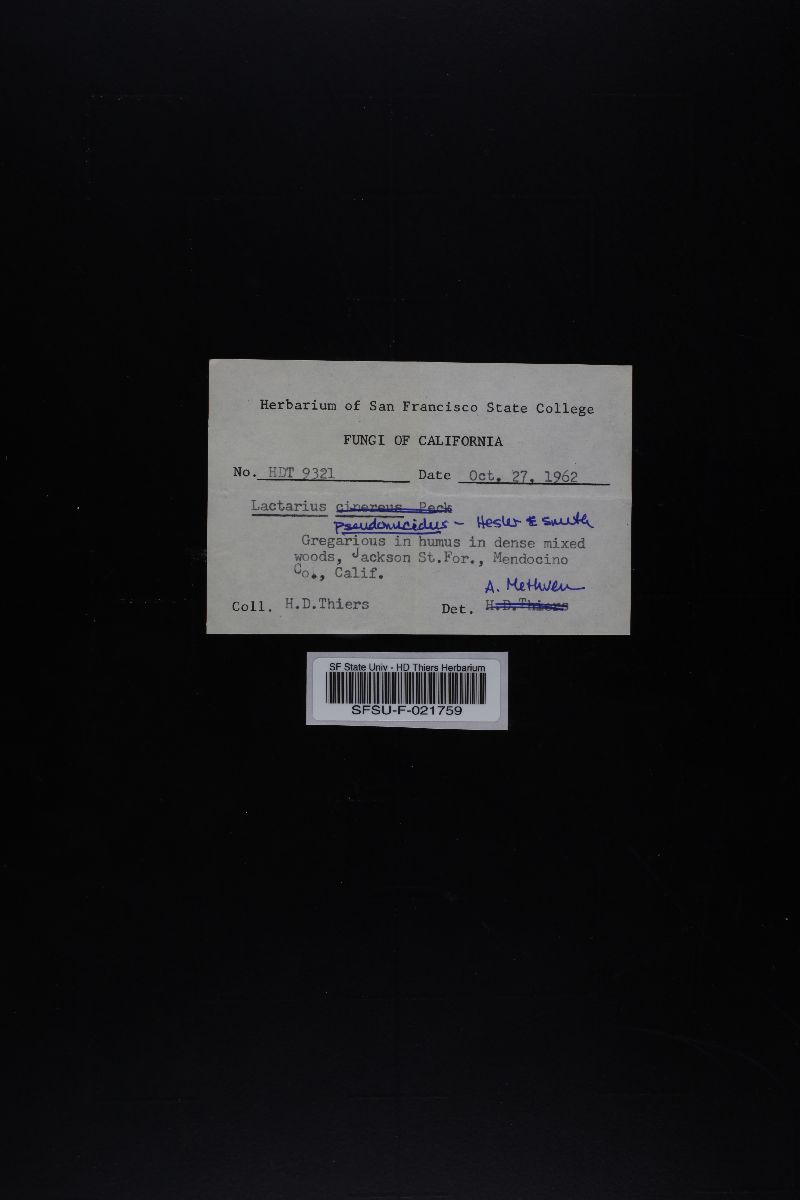 Herbarium of San Francisco State College
FUNGI OF CALIFORNIA
No. HDT 9321 Date Oct. 27, 1962
Lactarius cinereus Peck
pseudomucidus - Hesler & Smith
Gregarious in humus in dense mixed
woods, Jackson St.For., Mendocino
Co., Calif.
A. Methven
Coll. H.D.Thiers Det. H.D.Thiers
SF State Univ - HD Thiers Herbarium
SFSU-F-021759